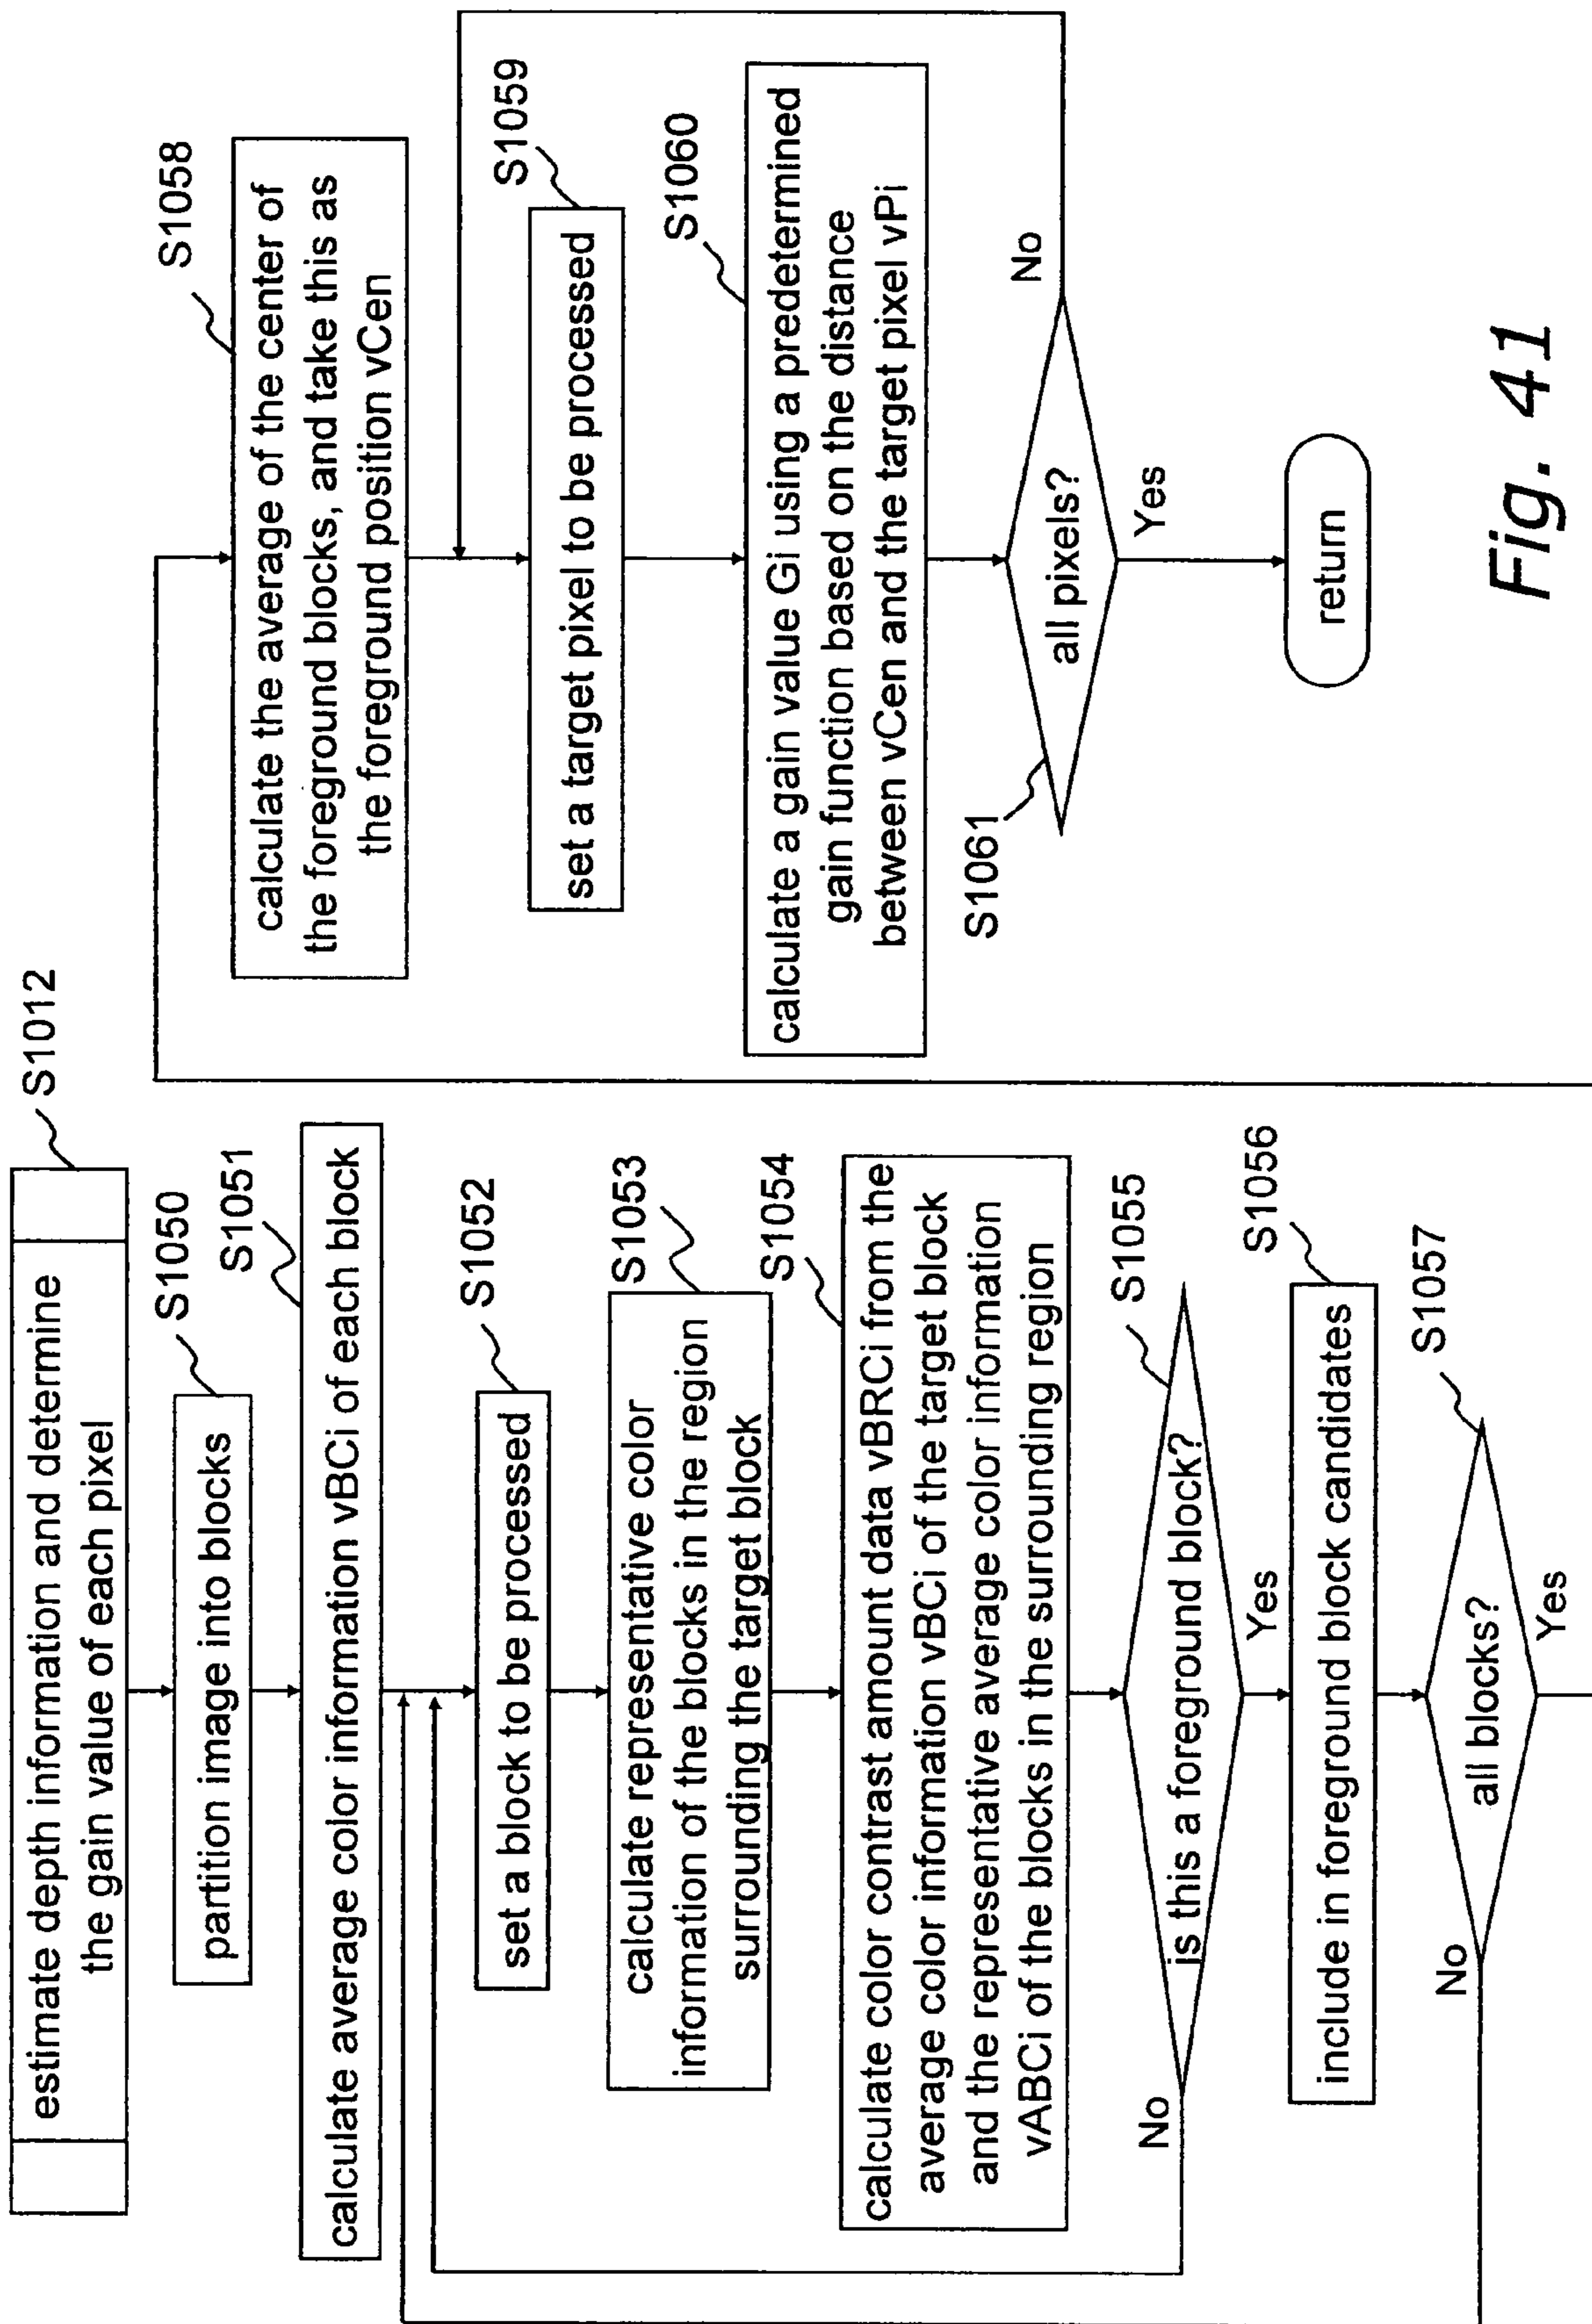 estimate depth information and determine
the gain value of each pixel
S1012
partition image into blocks
S1050
calculate average color information vBCi of each block
S1051
set a block to be processed
S1052
calculate representative color
information of the blocks in the region
surrounding the target block
S1053
calculate color contrast amount data vBRCi from the
average color information vBCi of the target block
and the representative average color information
vABCi of the blocks in the surrounding region
S1054
is this a foreground block?
S1055
No
Yes
include in foreground block candidates
S1056
all blocks?
S1057
No
Yes
calculate the average of the center of
the foreground blocks, and take this as
the foreground position vCen
S1058
set a target pixel to be processed
S1059
calculate a gain value Gi using a predetermined
gain function based on the distance
between vCen and the target pixel vPi
S1060
all pixels?
S1061
No
Yes
return
Fig. 41